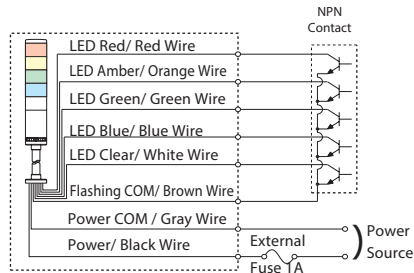 NPN
Contact
LED Red/ Red Wire
LED Amber/ Orange Wire
LED Green/ Green Wire
LED Blue/ Blue Wire
LED Clear/ White Wire
Flashing COM/ Brown Wire
Power COM / Gray Wire
Power/ Black Wire
External
Fuse 1A
Power
Source